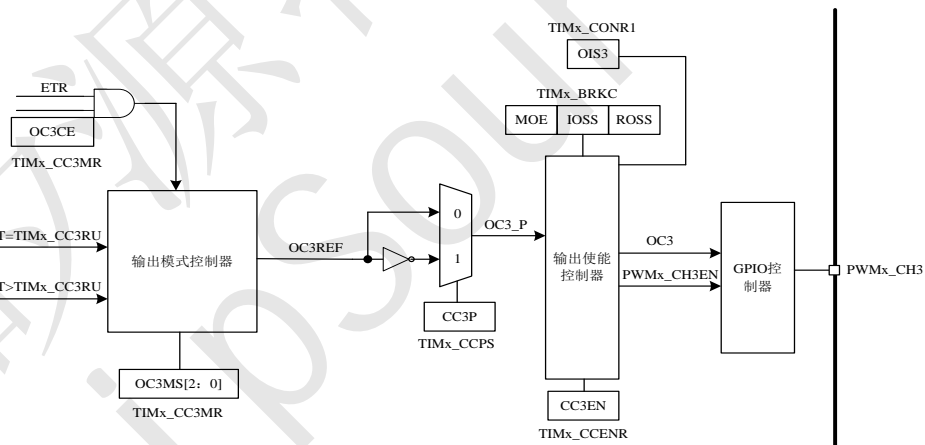 TIMx_CONR1
OIS3
ETR
TIMx_BRKC
MOE IOSS ROSS
OC3CE
TIMx_CC3MR
0
T=TIMx_CC3RU
OC3REF
OC3_P
OC3
输出模式控制器
1
输出使能
控制器
GPIO控
制器
PWMx_CH3
T>TIMx_CC3RU
PWMx_CH3EN
CC3P
TIMx_CCPS
OC3MS[2：0]
TIMx_CC3MR
CC3EN
TIMx_CCENR